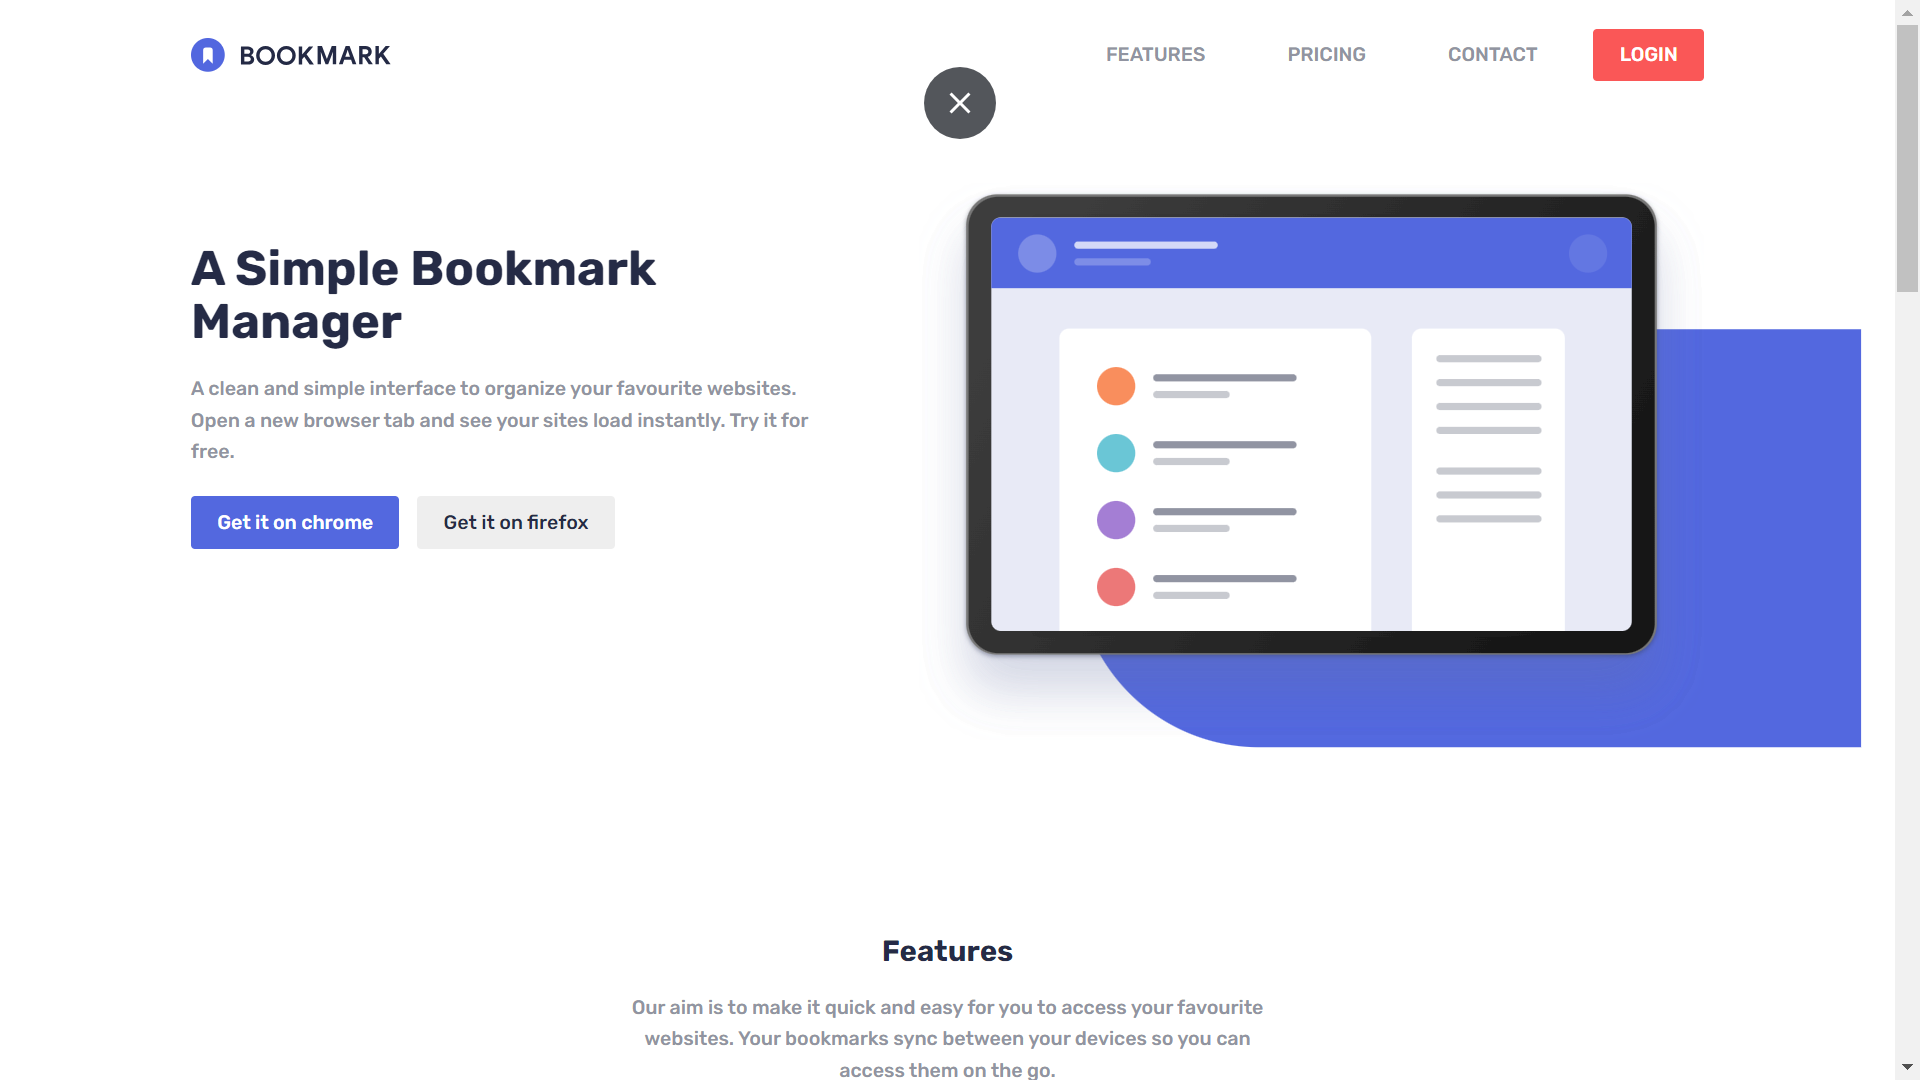 BOOKMARK
FEATURES
PRICING
CONTACT
LOGIN
A Simple Bookmark
Manager
A clean and simple interface to organize your favourite websites.
Open a new browser tab and see your sites load instantly. Try it for
free.
Get it on chrome
Get it on firefox
Features
Our aim is to make it quick and easy for you to access your favourite
websites. Your bookmarks sync between your devices so you can
access them on the go.